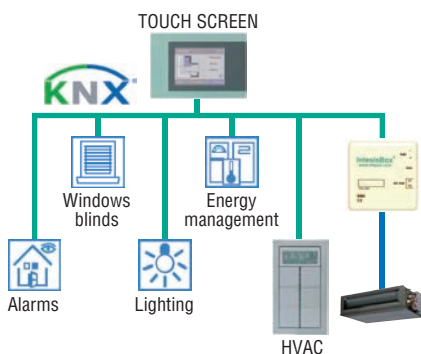 TOUCH SCREEN
KNX
IntesisBox
Windows
blinds
Energy
management
Alarms
Lighting
HVAC